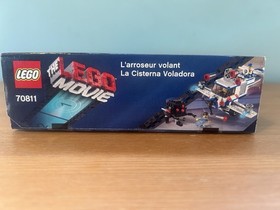 LEGO
70811
THE
LEGO
MOVIE
L'arroseur volant
La Cisterna Voladora